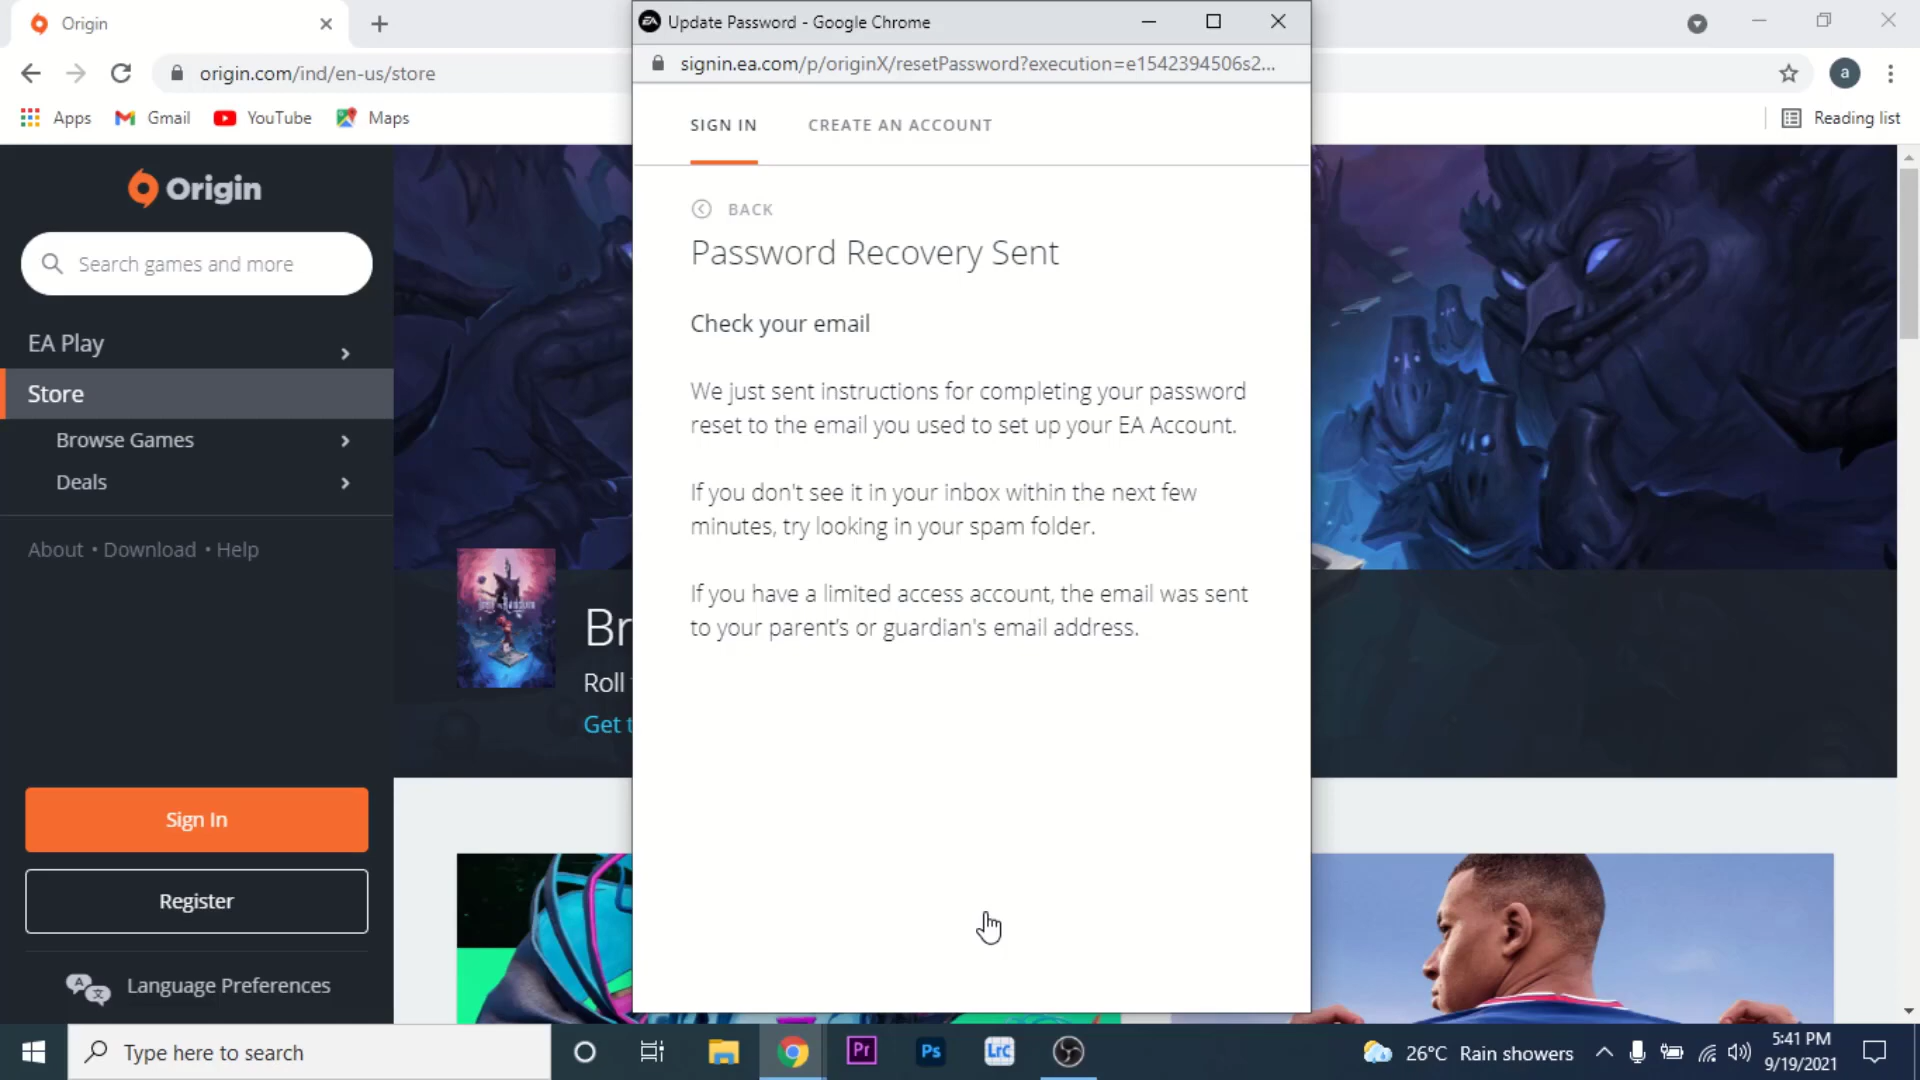 Origin
Update Password - Google Chrome
origin.com/ind/en-us/store
a
signin.ea.com/p/originX/resetPassword?execution=e1542394506s2...
Apps
Gmail
YouTube
Maps
Reading list
Origin
Search games and more
EA Play
Store
Browse Games
Deals
About • Download • Help
Sign In
Register
Language Preferences
SIGN IN
CREATE AN ACCOUNT
BACK
Password Recovery Sent
Check your email
We just sent instructions for completing your password
reset to the email you used to set up your EA Account.
If you don't see it in your inbox within the next few
minutes, try looking in your spam folder.
If you have a limited access account, the email was sent
to your parent's or guardian's email address.
Br
Roll
Get t
Type here to search
Pr
Ps
LrC
26°C Rain showers
5:41 PM
9/19/2021